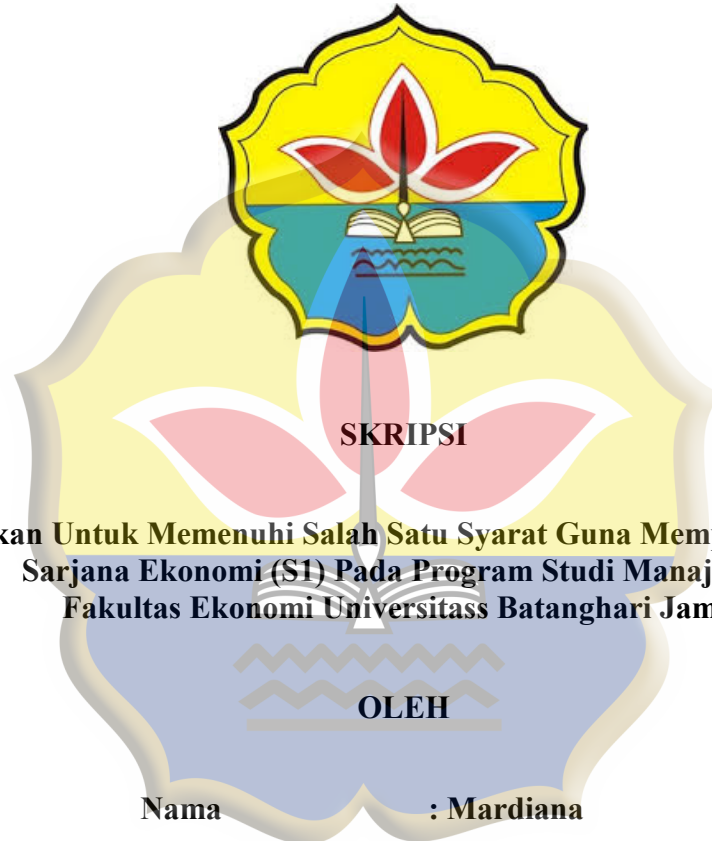 SKRIPSI
kan Untuk Memenuhi Salah Satu Syarat Guna Memp
Sarjana Ekonomi (S1) Pada Program Studi Manaj
Fakultas Ekonomi Universitass Batanghari Jam
OLEH
Nama : Mardiana